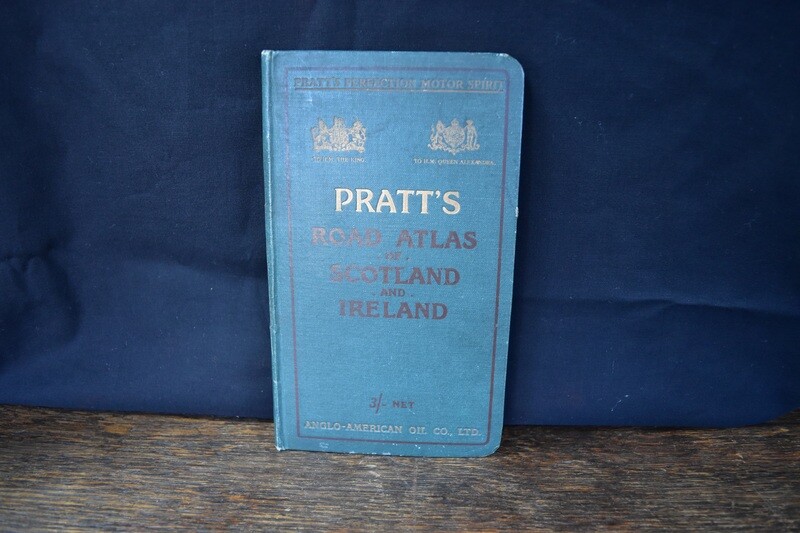 PRATT'S PERFECTION MOTOR SPIRIT
TO H.M. THE KING.
TO H.M. QUEEN ALEXANDRA.
PRATT'S
ROAD ATLAS
· OF ·
SCOTLAND
· AND ·
IRELAND
3/- NET
ANGLO-AMERICAN OIL CO., LTD.